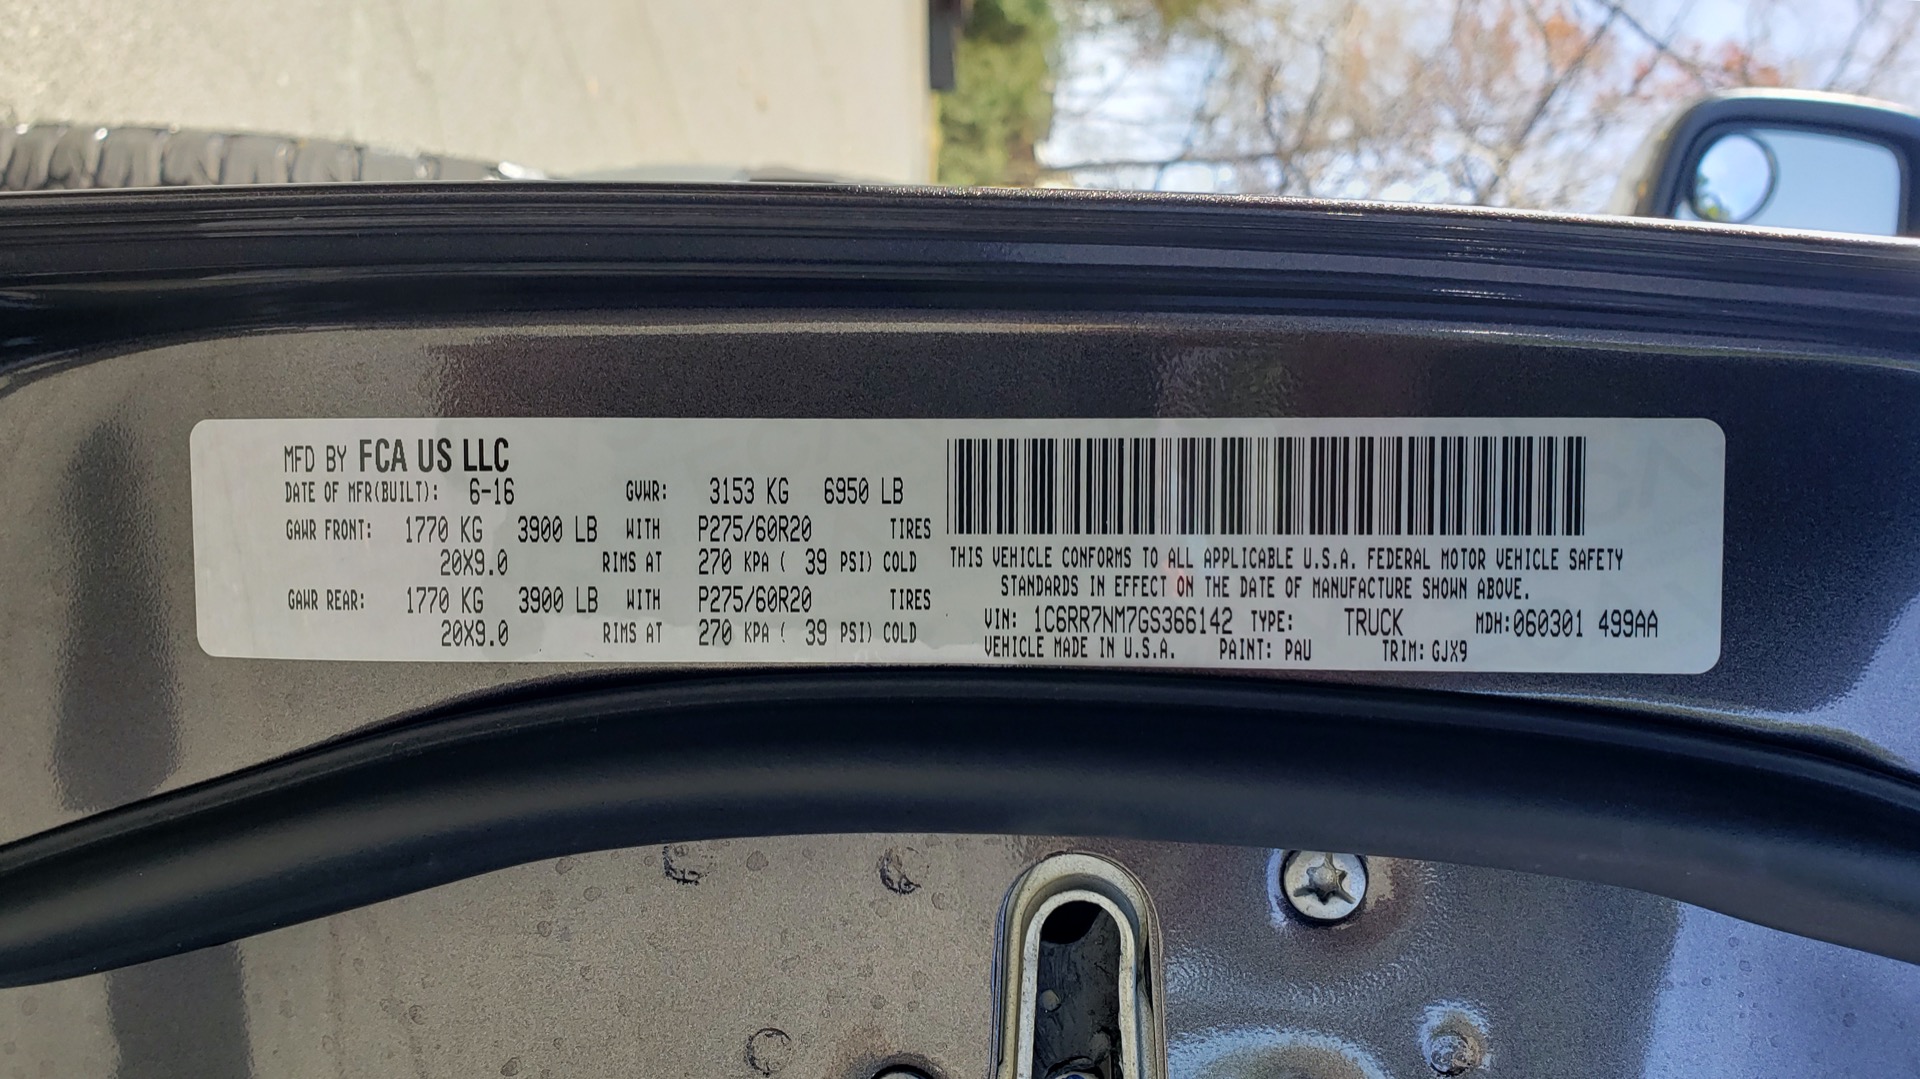 MFD BY FCA US LLC
DATE OF MFR(BUILT): 6-16 GVWR: 3153 KG 6950 LB
GAWR FRONT: 1770 KG 3900 LB WITH P275/60R20 TIRES
20X9.0 RIMS AT 270 KPA ( 39 PSI) COLD
GAWR REAR: 1770 KG 3900 LB WITH P275/60R20 TIRES
20X9.0 RIMS AT 270 KPA ( 39 PSI) COLD
THIS VEHICLE CONFORMS TO ALL APPLICABLE U.S.A. FEDERAL MOTOR VEHICLE SAFETY
STANDARDS IN EFFECT ON THE DATE OF MANUFACTURE SHOWN ABOVE.
VIN: 1C6RR7NM7GS366142 TYPE: TRUCK MDH:060301 499AA
VEHICLE MADE IN U.S.A. PAINT: PAU TRIM: GJX9